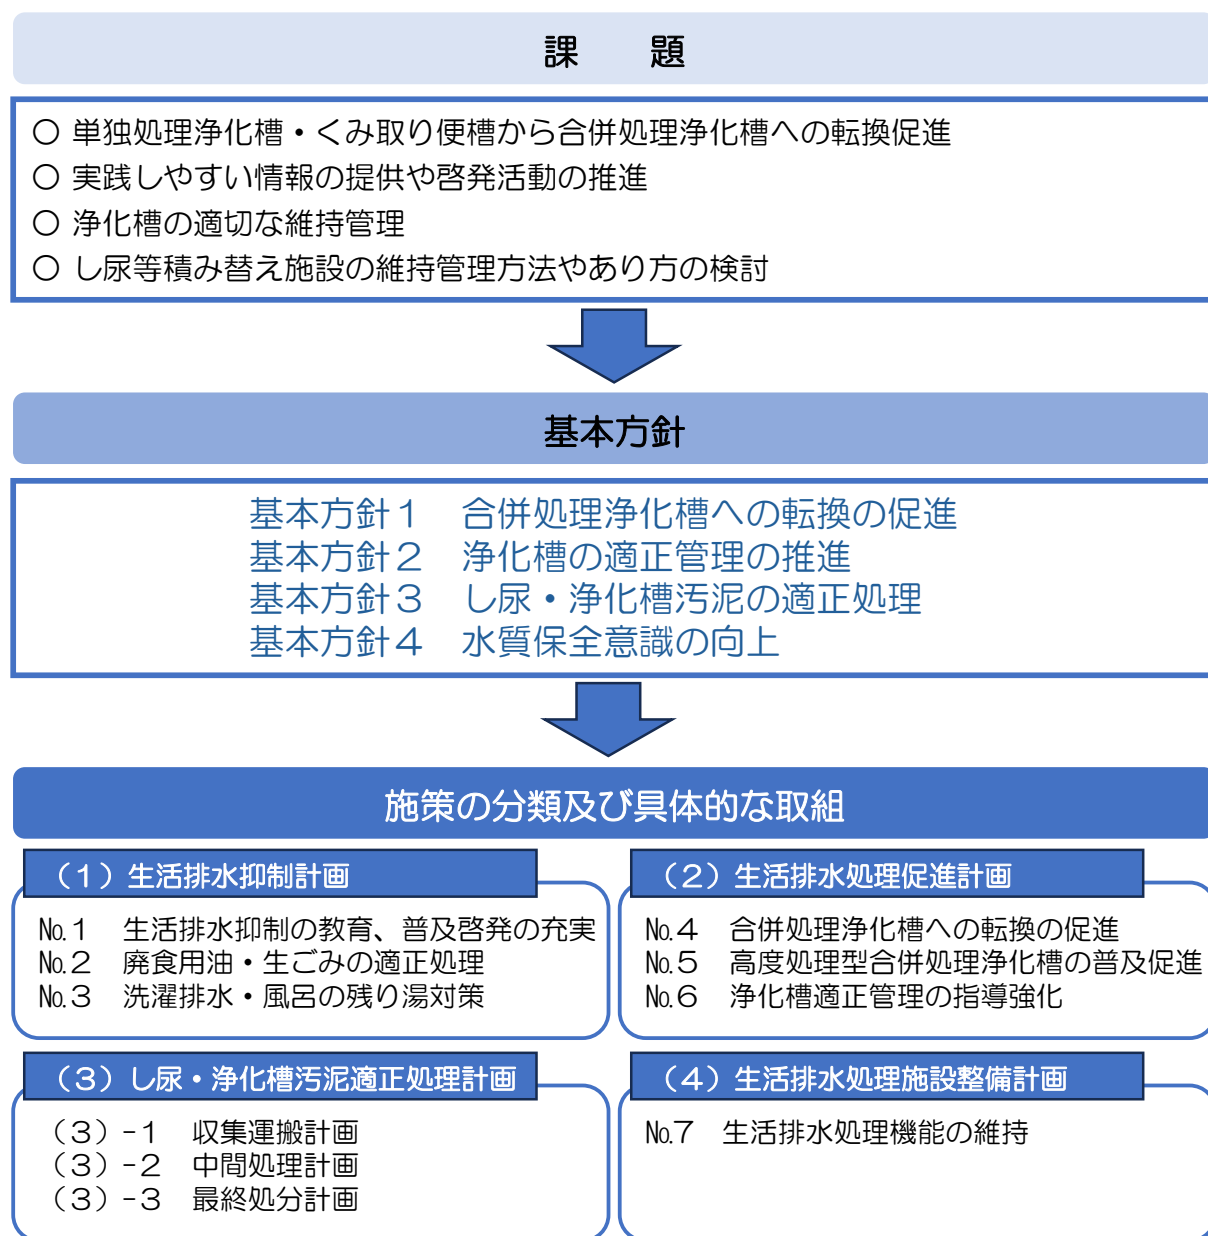 課　題
○ 単独処理浄化槽・くみ取り便槽から合併処理浄化槽への転換促進
○ 実践しやすい情報の提供や啓発活動の推進
○ 浄化槽の適切な維持管理
○ し尿等積み替え施設の維持管理方法やあり方の検討
基本方針
基本方針１　合併処理浄化槽への転換の促進
基本方針２　浄化槽の適正管理の推進
基本方針３　し尿・浄化槽汚泥の適正処理
基本方針４　水質保全意識の向上
施策の分類及び具体的な取組
（１）生活排水抑制計画
№１　生活排水抑制の教育、普及啓発の充実
№２　廃食用油・生ごみの適正処理
№３　洗濯排水・風呂の残り湯対策
（２）生活排水処理促進計画
№４　合併処理浄化槽への転換の促進
№５　高度処理型合併処理浄化槽の普及促進
№６　浄化槽適正管理の指導強化
（３）し尿・浄化槽汚泥適正処理計画
（３）-１　収集運搬計画
（３）-２　中間処理計画
（３）-３　最終処分計画
（４）生活排水処理施設整備計画
№７　生活排水処理機能の維持